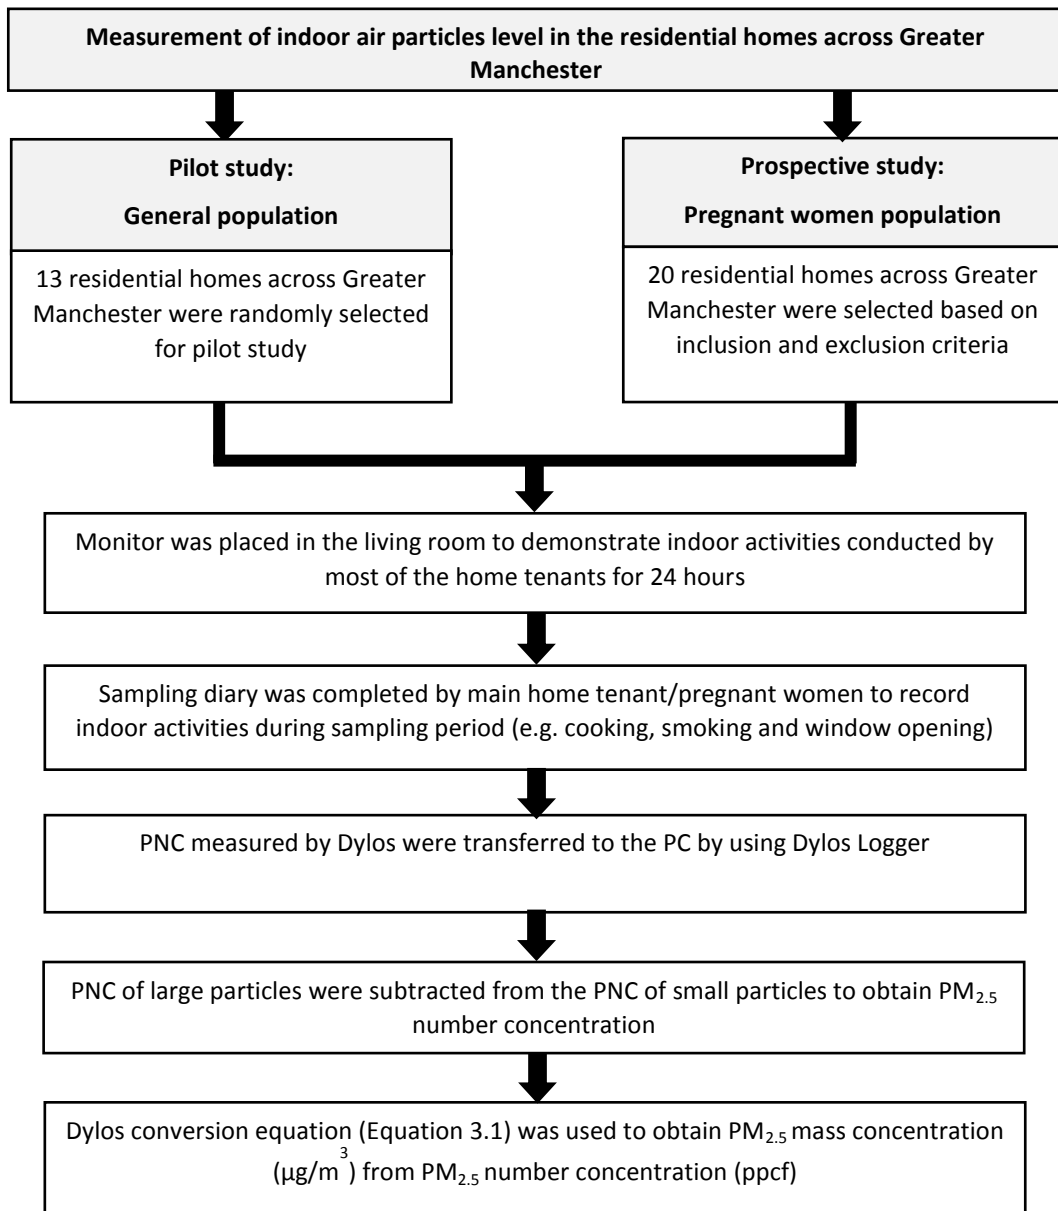 Measurement of indoor air particles level in the residential homes across Greater
Manchester
Pilot study:
General population
13 residential homes across Greater
Manchester were randomly selected
for pilot study
Prospective study:
Pregnant women population
20 residential homes across Greater
Manchester were selected based on
inclusion and exclusion criteria
Monitor was placed in the living room to demonstrate indoor activities conducted by
most of the home tenants for 24 hours
Sampling diary was completed by main home tenant/pregnant women to record
indoor activities during sampling period (e.g. cooking, smoking and window opening)
PNC measured by Dylos were transferred to the PC by using Dylos Logger
PNC of large particles were subtracted from the PNC of small particles to obtain PM2.5
number concentration
Dylos conversion equation (Equation 3.1) was used to obtain PM2.5 mass concentration
(µg/m3) from PM2.5 number concentration (ppcf)